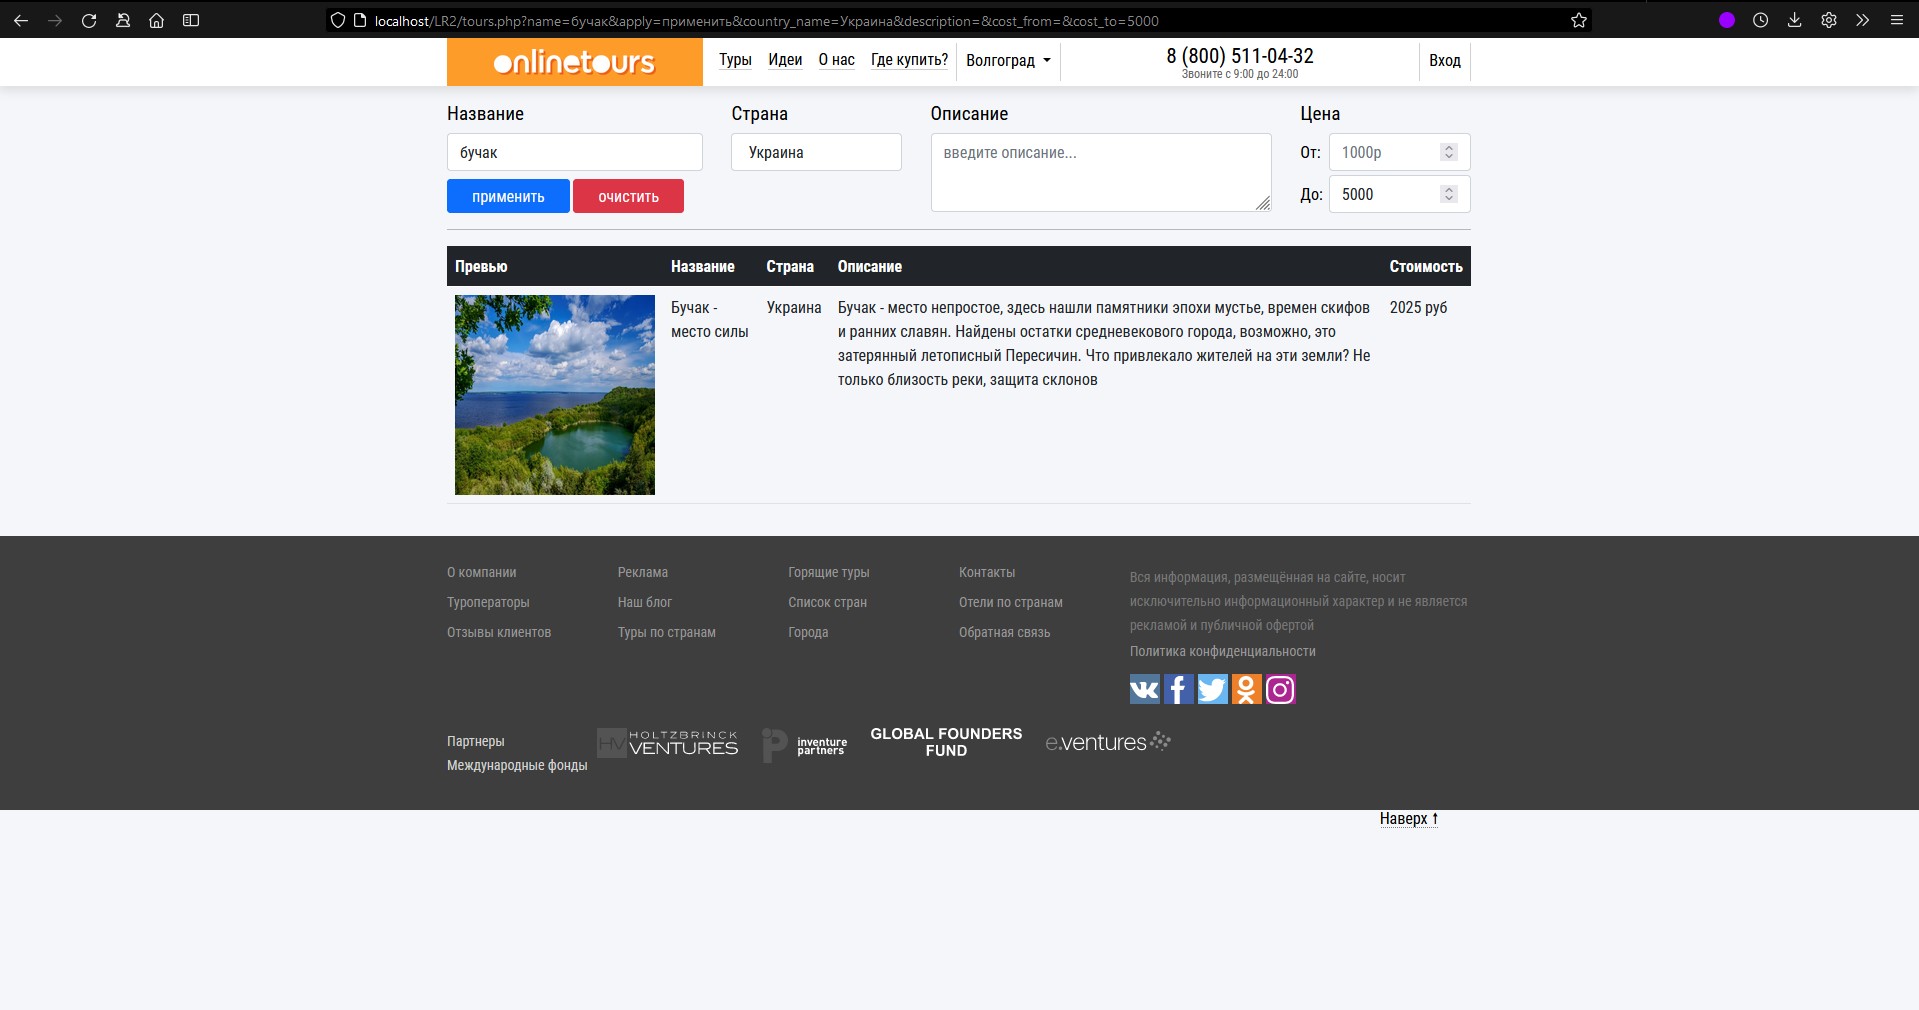 localhost/LR2/tours.php?name=бучак&apply=применить&country_name=Украина&description=&cost_from=&cost_to=5000
onlinetours
Туры Идеи О нас Где купить? Волгоград
8 (800) 511-04-32
Звоните с 9:00 до 24:00
Вход
Название Страна Описание Цена
бучак Украина введите описание... От: 1000р
применить очистить До: 5000
Превью Название Страна Описание Стоимость
Бучак - место силы
Украина
Бучак - место непростое, здесь нашли памятники эпохи мустье, времен скифов
и ранних славян. Найдены остатки средневекового города, возможно, это
затерянный летописный Пересичин. Что привлекало жителей на эти земли? Не
только близость реки, защита склонов
2025 руб
О компании Реклама Горящие туры Контакты
Туроператоры Наш блог Список стран Отели по странам
Отзывы клиентов Туры по странам Города Обратная связь
Вся информация, размещённая на сайте, носит
исключительно информационный характер и не является
рекламой и публичной офертой
Политика конфиденциальности
Партнеры
Международные фонды
HV HOLTZBRINCK
VENTURES
iP inventure
partners
GLOBAL FOUNDERS
FUND
e.ventures
Наверх ↑